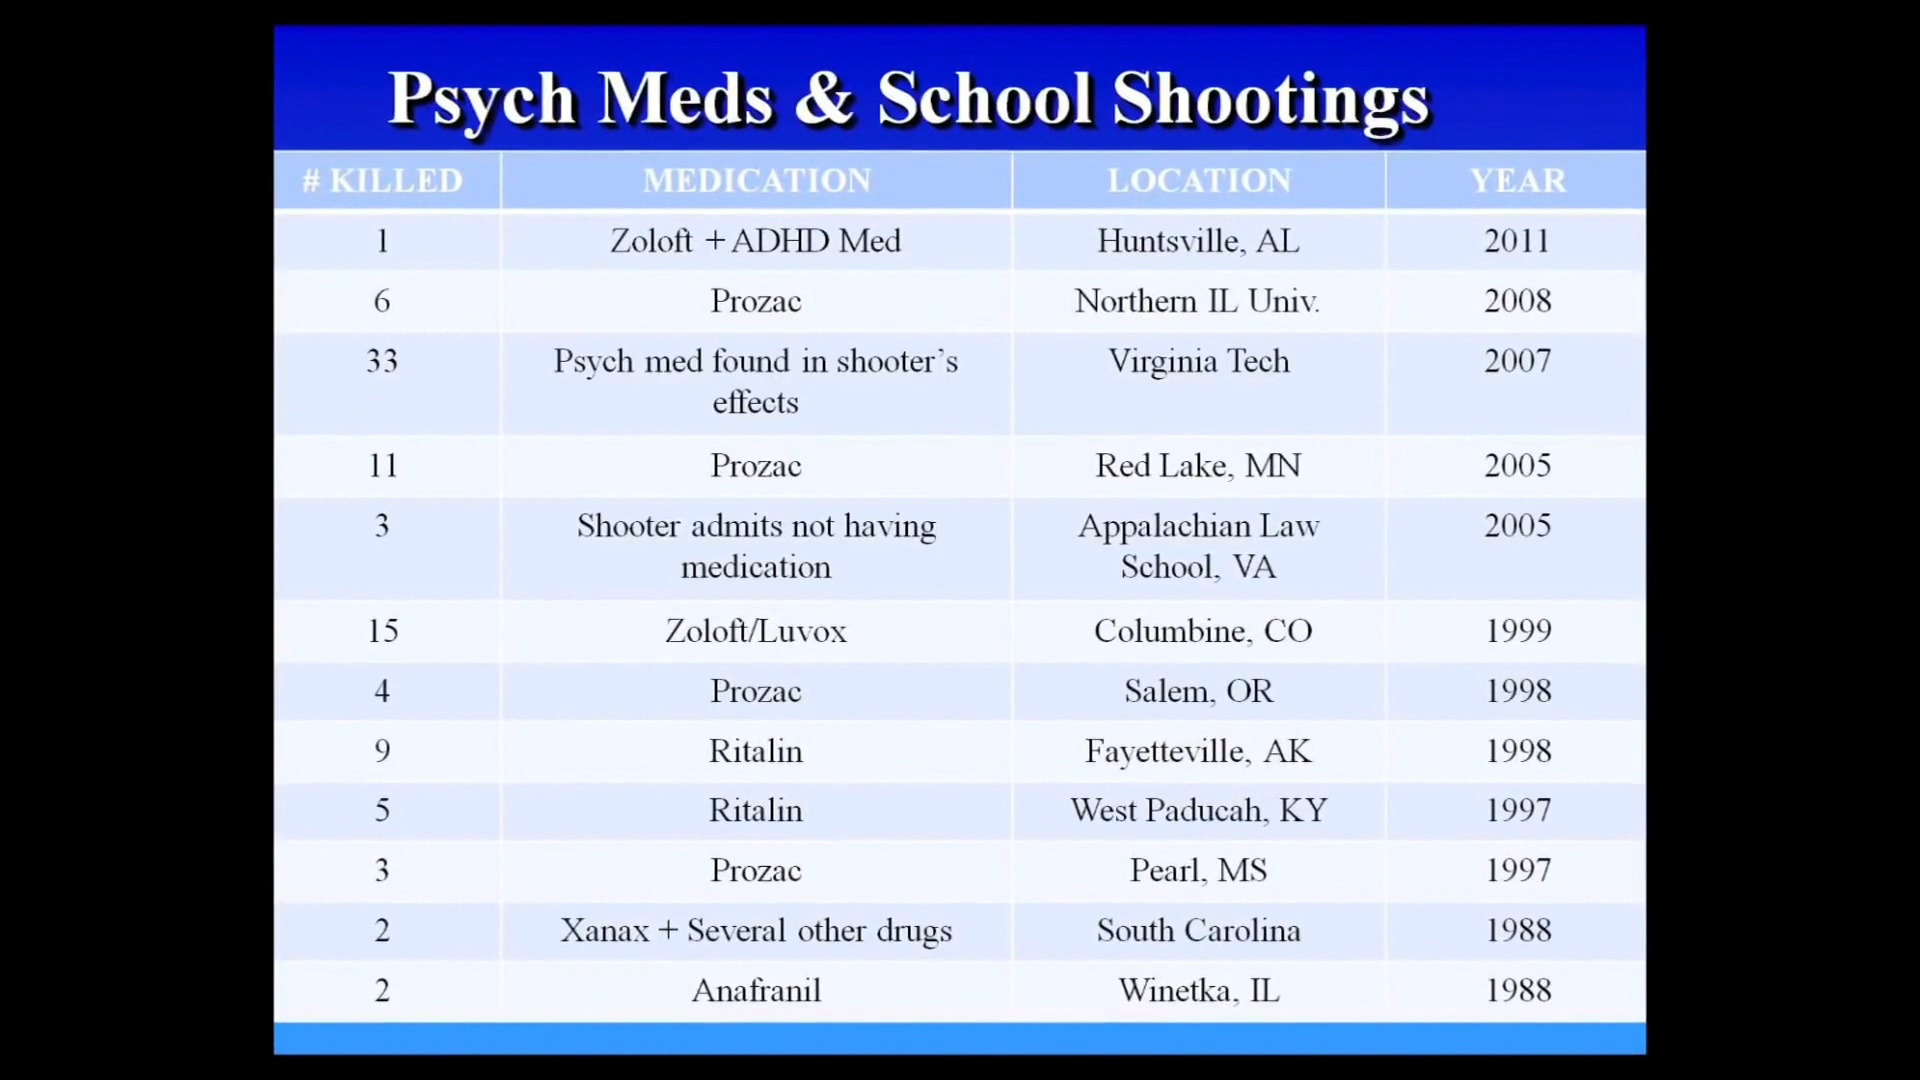 Psych Meds & School Shootings
# KILLED MEDICATION LOCATION YEAR
1 Zoloft + ADHD Med Huntsville, AL 2011
6 Prozac Northern IL Univ. 2008
33 Psych med found in shooter's effects Virginia Tech 2007
11 Prozac Red Lake, MN 2005
3 Shooter admits not having medication Appalachian Law School, VA 2005
15 Zoloft/Luvox Columbine, CO 1999
4 Prozac Salem, OR 1998
9 Ritalin Fayetteville, AK 1998
5 Ritalin West Paducah, KY 1997
3 Prozac Pearl, MS 1997
2 Xanax + Several other drugs South Carolina 1988
2 Anafranil Winetka, IL 1988